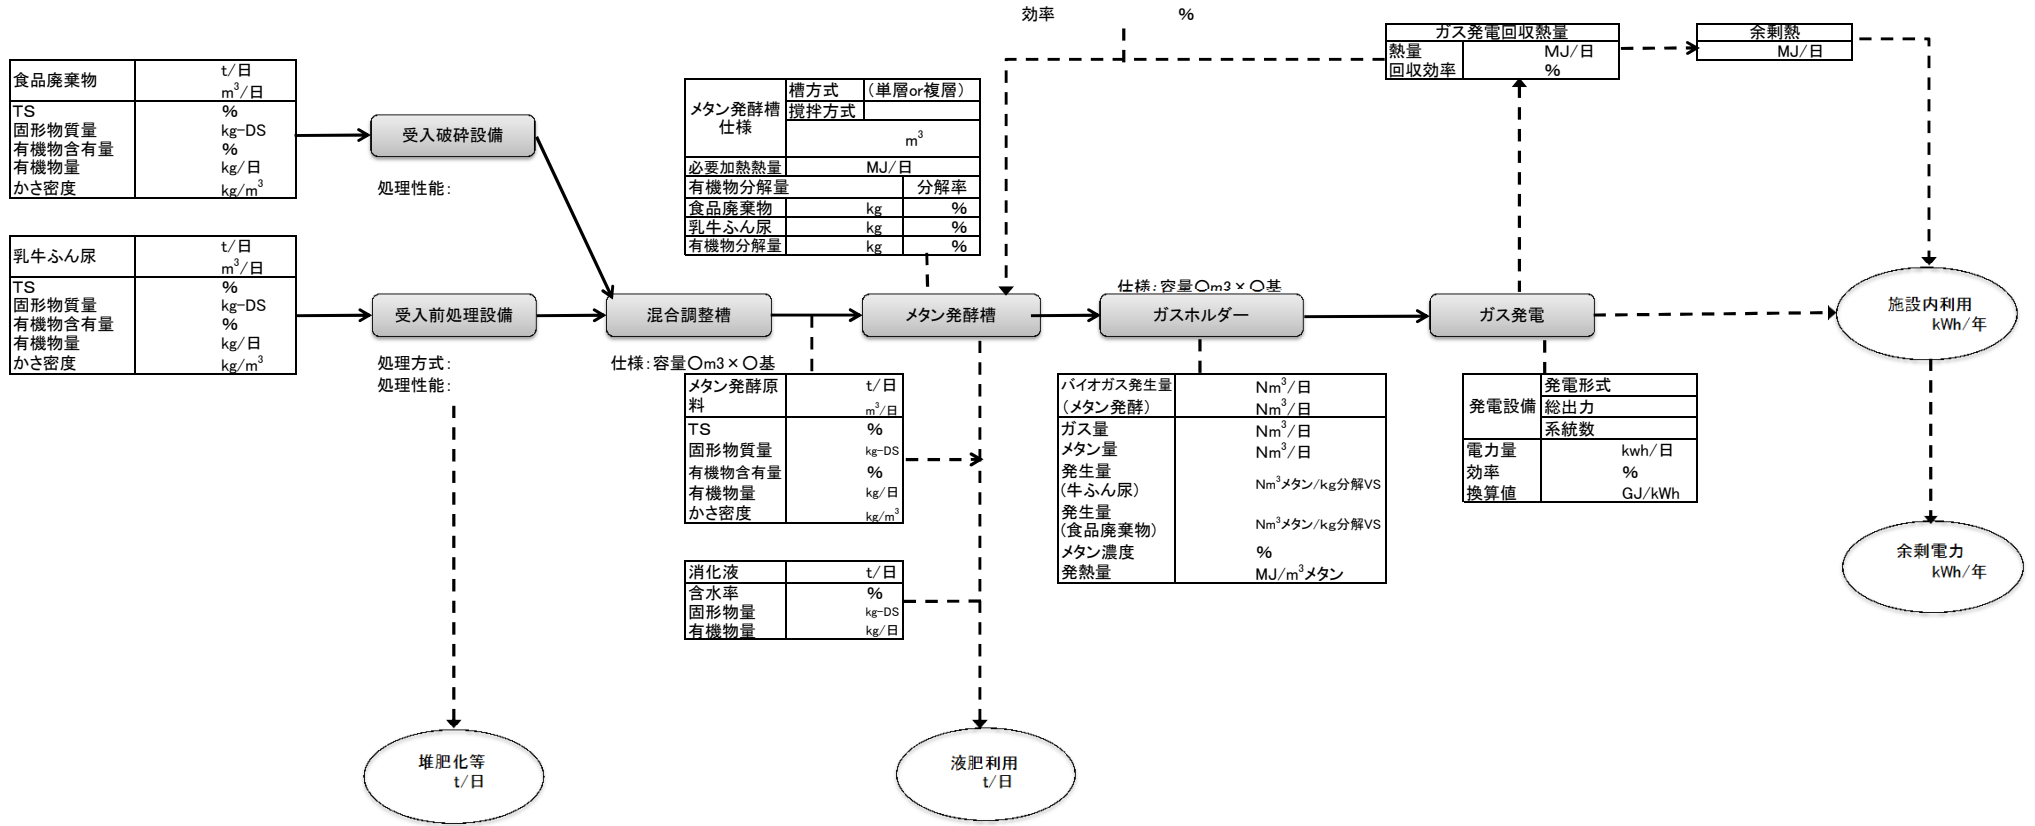 効率 %
ガス発電回収熱量
熱量 MJ/日
回収効率 %
余剰熱
MJ/日
食品廃棄物 t/日
m³/日
TS %
固形物質量 kg-DS
有機物含有量 %
有機物量 kg/日
かさ密度 kg/m³
受入破砕設備
処理性能:
メタン発酵槽
仕様
槽方式 (単層or複層)
撹拌方式
m³
必要加熱熱量 MJ/日
有機物分解量 分解率
食品廃棄物 kg %
乳牛ふん尿 kg %
有機物分解量 kg %
乳牛ふん尿 t/日
m³/日
TS %
固形物質量 kg-DS
有機物含有量 %
有機物量 kg/日
かさ密度 kg/m³
受入前処理設備
処理方式:
処理性能:
混合調整槽
仕様:容量〇m3×〇基
メタン発酵槽
仕様:容量〇m3×〇基
ガスホルダー
ガス発電
施設内利用
kWh/年
メタン発酵原
料
t/日
m³/日
TS %
固形物質量 kg-DS
有機物含有量 %
有機物量 kg/日
かさ密度 kg/m³
消化液 t/日
含水率 %
固形物量 kg-DS
有機物量 kg/日
バイオガス発生量 Nm³/日
(メタン発酵) Nm³/日
ガス量 Nm³/日
メタン量 Nm³/日
発生量
(牛ふん尿) Nm³メタン/kg分解VS
発生量
(食品廃棄物) Nm³メタン/kg分解VS
メタン濃度 %
発熱量 MJ/m³メタン
発電設備
発電形式
総出力
系統数
電力量 kwh/日
効率 %
換算値 GJ/kWh
余剰電力
kWh/年
堆肥化等
t/日
液肥利用
t/日